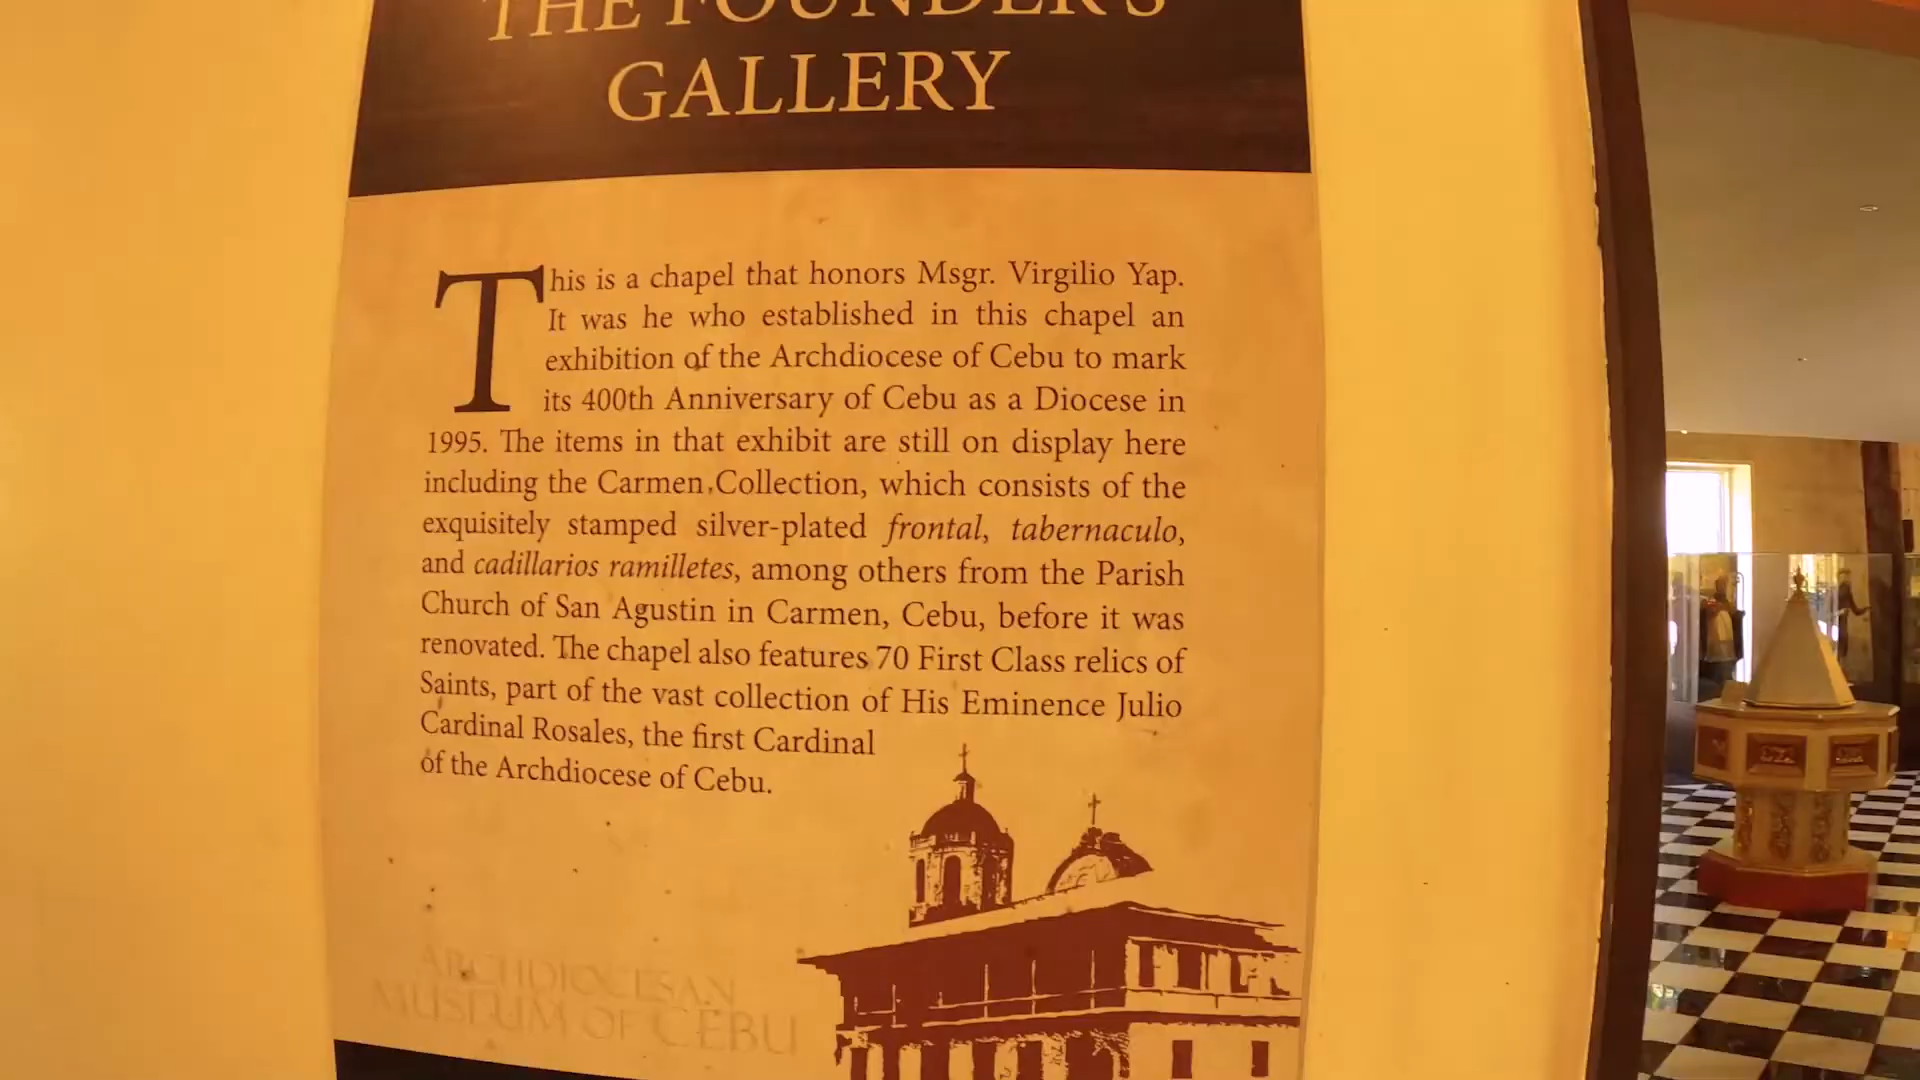 THE FOUNDER'S
GALLERY
This is a chapel that honors Msgr. Virgilio Yap.
It was he who established in this chapel an
exhibition of the Archdiocese of Cebu to mark
its 400th Anniversary of Cebu as a Diocese in
1995. The items in that exhibit are still on display here
including the Carmen Collection, which consists of the
exquisitely stamped silver-plated frontal, tabernaculo,
and cadillarios ramilletes, among others from the Parish
Church of San Agustin in Carmen, Cebu, before it was
renovated. The chapel also features 70 First Class relics of
Saints, part of the vast collection of His Eminence Julio
Cardinal Rosales, the first Cardinal
of the Archdiocese of Cebu.
ARCHDIOCESAN
MUSEUM OF CEBU